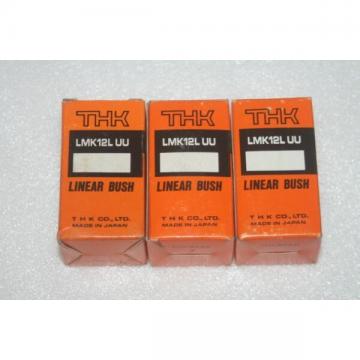 THK
LMK12L UU
LINEAR BUSH
T H K CO., LTD.
MADE IN JAPAN
THK
LMK12L UU
LINEAR BUSH
T H K CO., LTD.
MADE IN JAPAN
THK
LMK12L UU
LINEAR BUSH
T H K CO., LTD.
MADE IN JAPAN